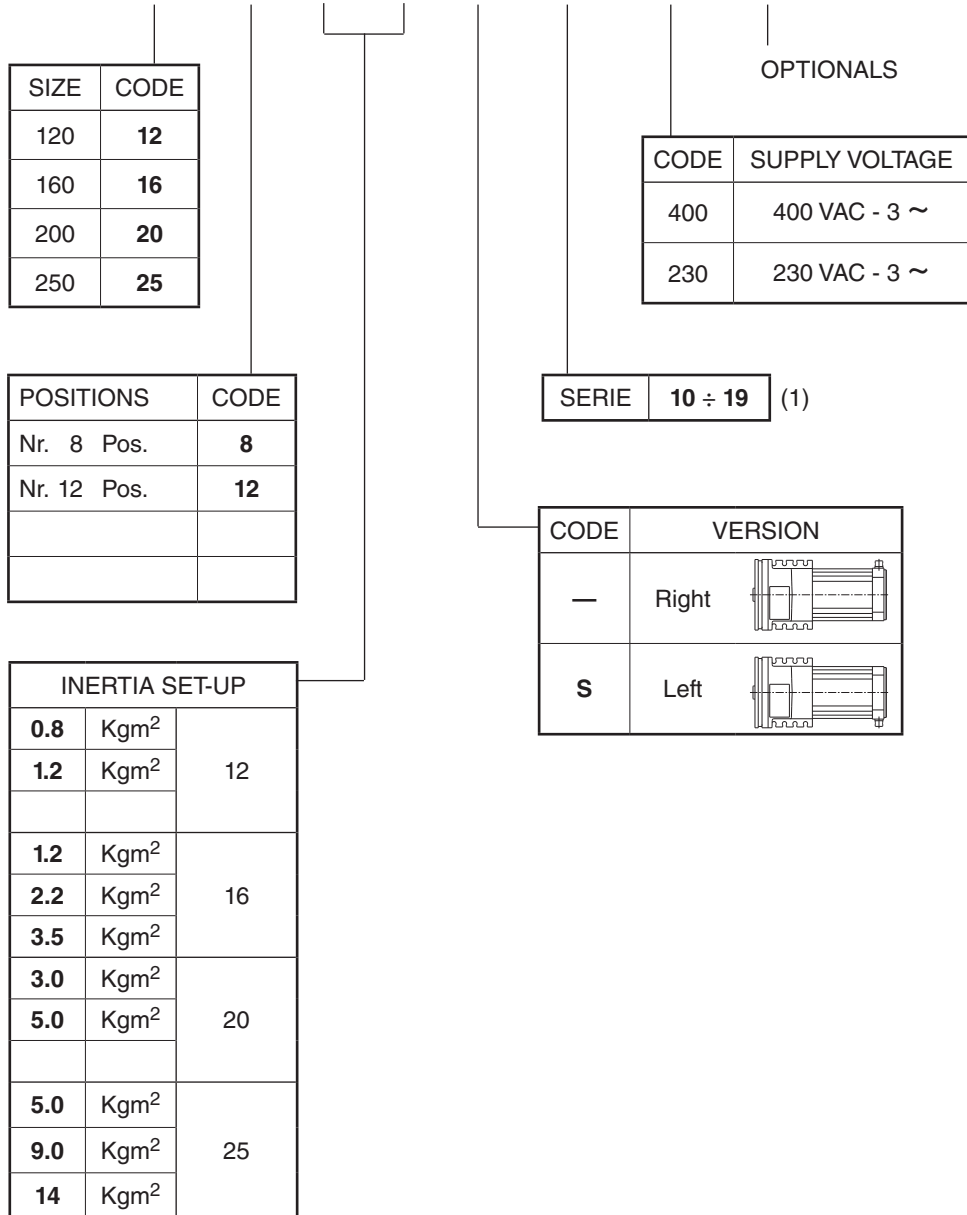 OPTIONALS
SIZE CODE
120 12
160 16
200 20
250 25
CODE SUPPLY VOLTAGE
400 400 VAC - 3 ~
230 230 VAC - 3 ~
POSITIONS CODE
Nr. 8 Pos. 8
Nr. 12 Pos. 12
SERIE 10 ÷ 19 (1)
CODE VERSION
— Right
S Left
INERTIA SET-UP
0.8 Kgm²
1.2 Kgm²
12
1.2 Kgm²
2.2 Kgm² 16
3.5 Kgm²
3.0 Kgm²
5.0 Kgm² 20
5.0 Kgm²
9.0 Kgm² 25
14 Kgm²